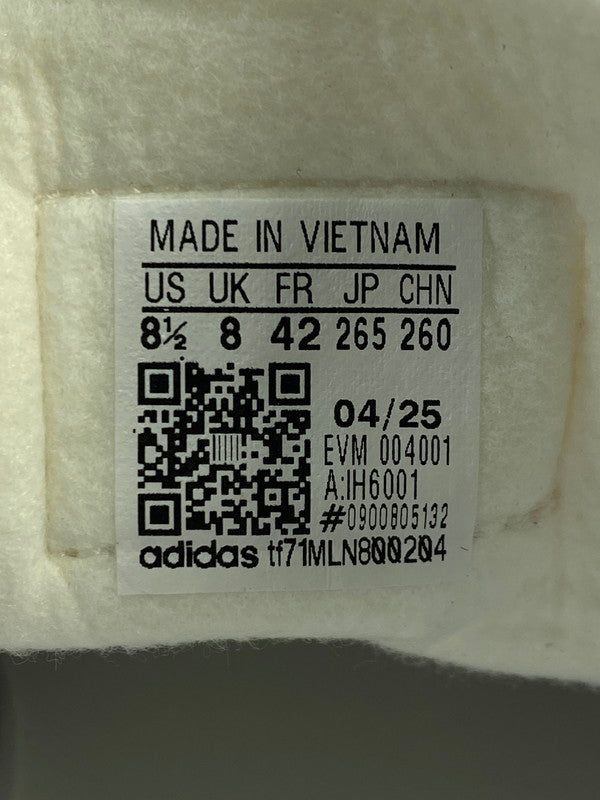 MADE IN VIETNAM
US UK FR JP CHN
8½ 8 42 265 260
04/25
EVM 004001
A:IH6001
#0900805132
adidas tf71MLN800204